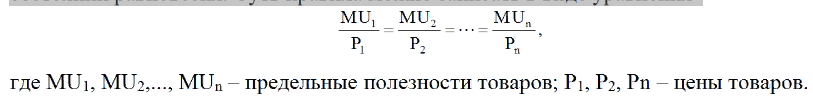 MU₁/P₁ = MU₂/P₂ = ⋯ = MUₙ/Pₙ,
где MU₁, MU₂,..., MUₙ – предельные полезности товаров; P₁, P₂, Pn – цены товаров.